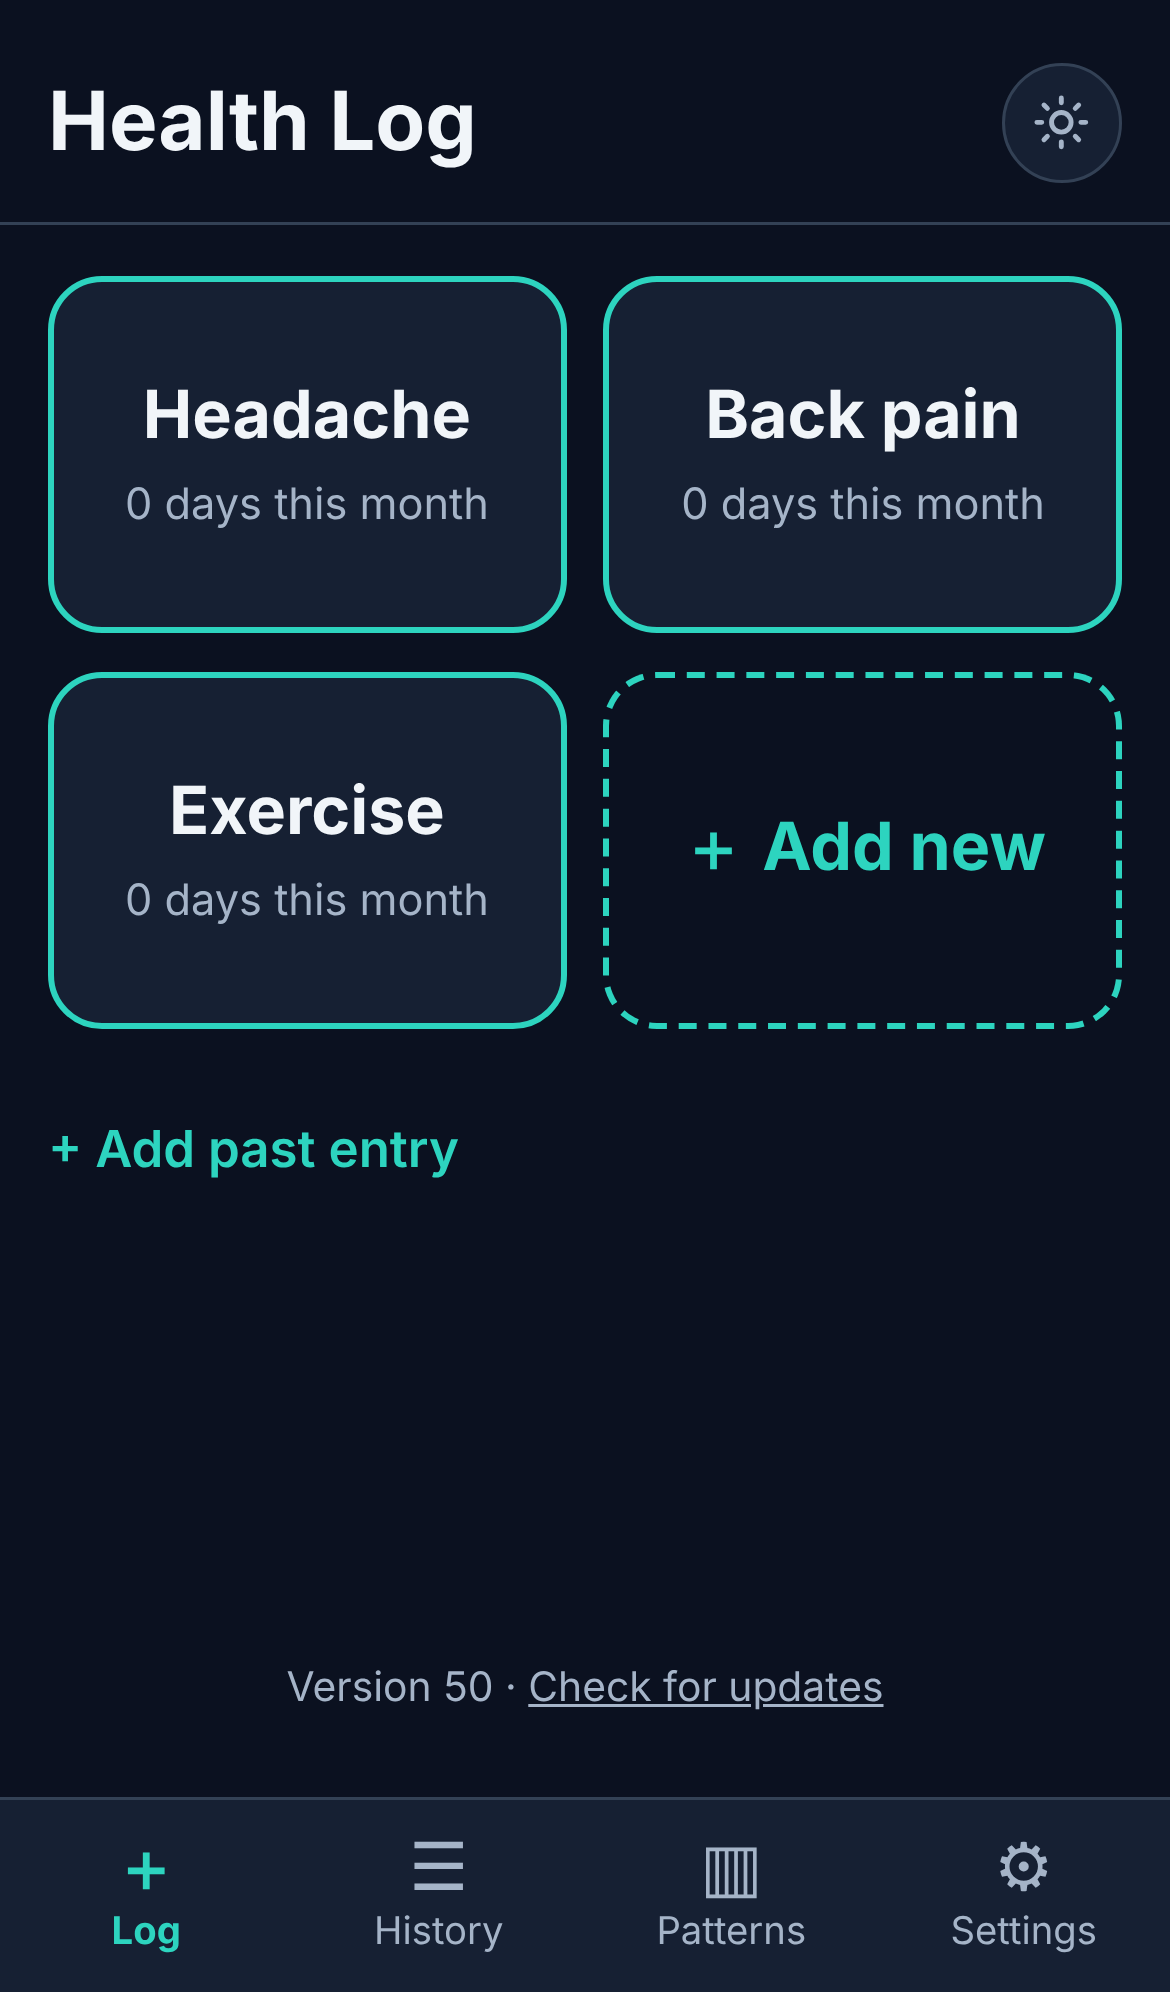 Health Log
Headache
0 days this month
Back pain
0 days this month
Exercise
0 days this month
+ Add new
+ Add past entry
Version 50 · Check for updates
Log
History
Patterns
Settings